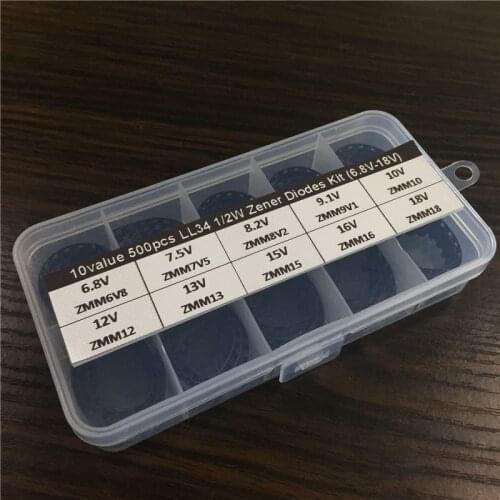 10value 500pcs LL34 1/2W Zener Diodes Kit (6.8V-18V)
6.8V 7.5V 8.2V 9.1V 10V
ZMM6V8 ZMM7V5 ZMM8V2 ZMM9V1 ZMM10
12V 13V 15V 16V 18V
ZMM12 ZMM13 ZMM15 ZMM16 ZMM18